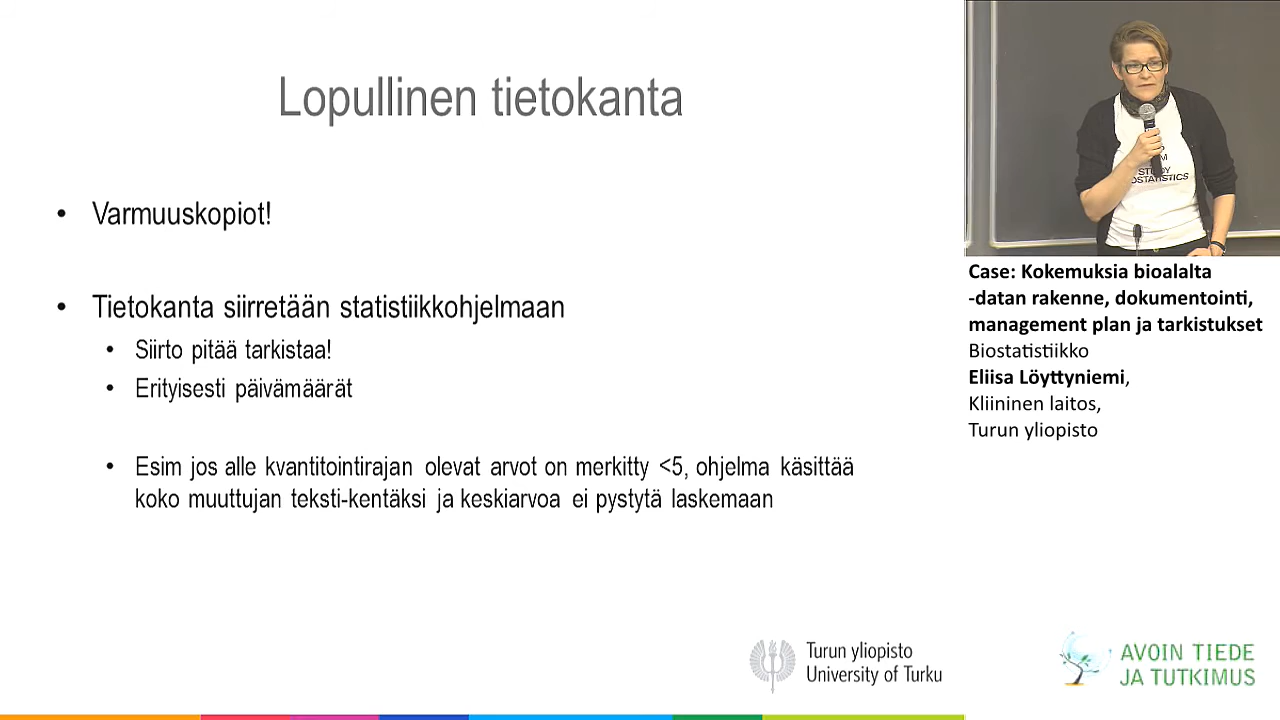 Lopullinen tietokanta
• Varmuuskopiot!
• Tietokanta siirretään statistiikkohjelmaan
• Siirto pitää tarkistaa!
• Erityisesti päivämäärät
• Esim jos alle kvantitointirajan olevat arvot on merkitty <5, ohjelma käsittää
koko muuttujan teksti-kentäksi ja keskiarvoa ei pystytä laskemaan
Case: Kokemuksia bioalalta
-datan rakenne, dokumentointi,
management plan ja tarkistukset
Biostatistiikko
Eliisa Löyttyniemi,
Kliininen laitos,
Turun yliopisto
Turun yliopisto
University of Turku
AVOIN TIEDE
JA TUTKIMUS